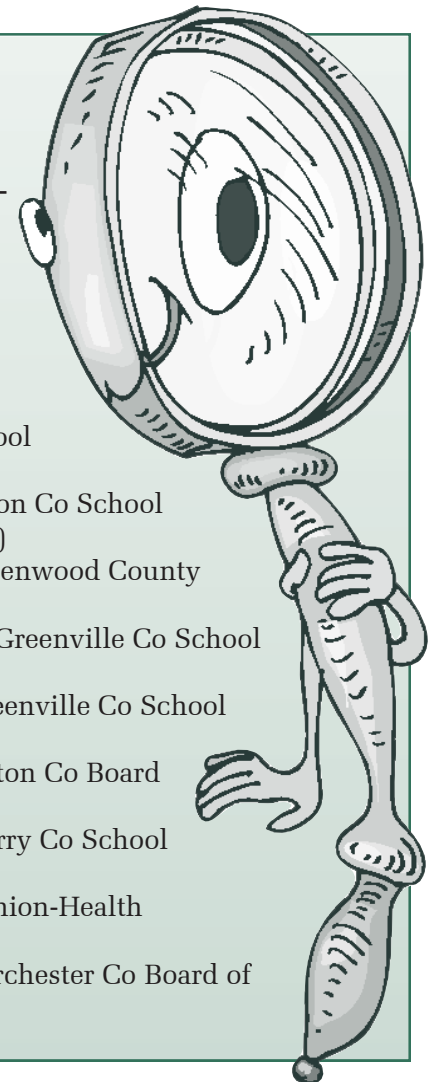 ool
on Co School
)
enwood County
Greenville Co School
eenville Co School
ton Co Board
rry Co School
nion-Health
rchester Co Board of